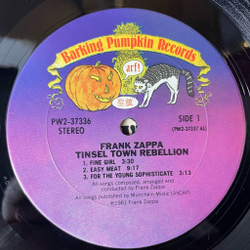 Barking Pumpkin Records
arf!
PW2-37336
STEREO
SIDE 1
(PW2-37337 AL)
FRANK ZAPPA
TINSEL TOWN REBELLION
1. FINE GIRL 3:30
2. EASY MEAT 9:17
3. FOR THE YOUNG SOPHISTICATE 3:13
All songs composed, arranged and
conducted by Frank Zappa
All songs published by Munchkin Music (ASCAP)
℗1981 Frank Zappa